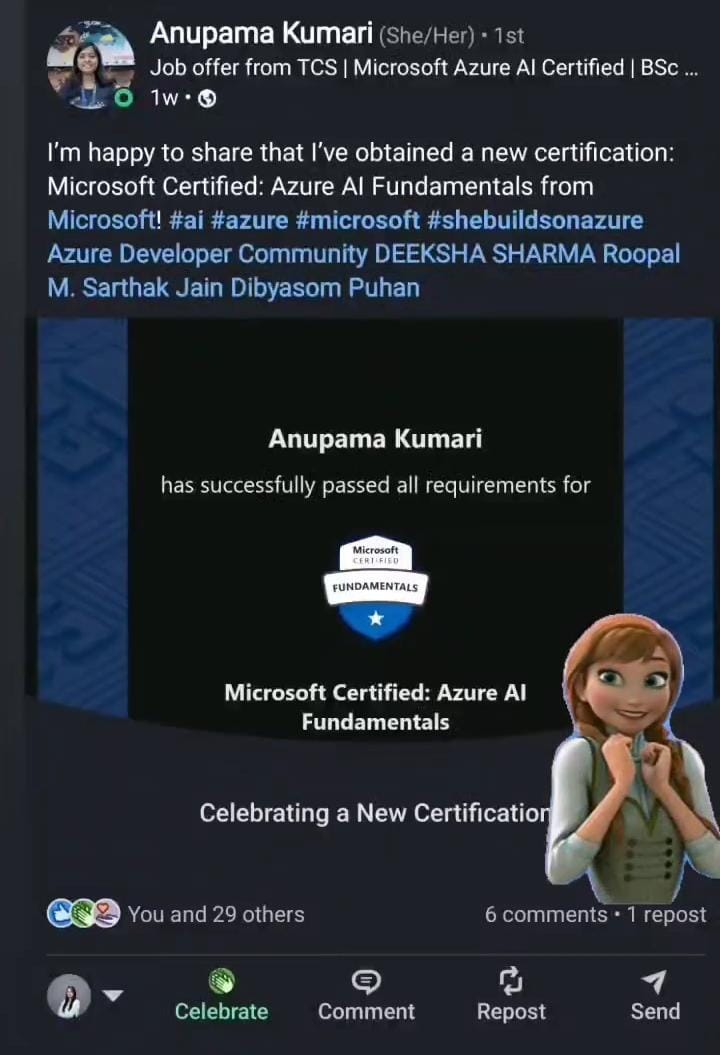 Anupama Kumari (She/Her) • 1st
Job offer from TCS | Microsoft Azure AI Certified | BSc ...
1w •
I'm happy to share that I've obtained a new certification:
Microsoft Certified: Azure AI Fundamentals from
Microsoft! #ai #azure #microsoft #shebuildsonazure
Azure Developer Community DEEKSHA SHARMA Roopal
M. Sarthak Jain Dibyasom Puhan
Anupama Kumari
has successfully passed all requirements for
Microsoft
CERTIFIED
FUNDAMENTALS
Microsoft Certified: Azure AI
Fundamentals
Celebrating a New Certification
You and 29 others
6 comments • 1 repost
Celebrate
Comment
Repost
Send